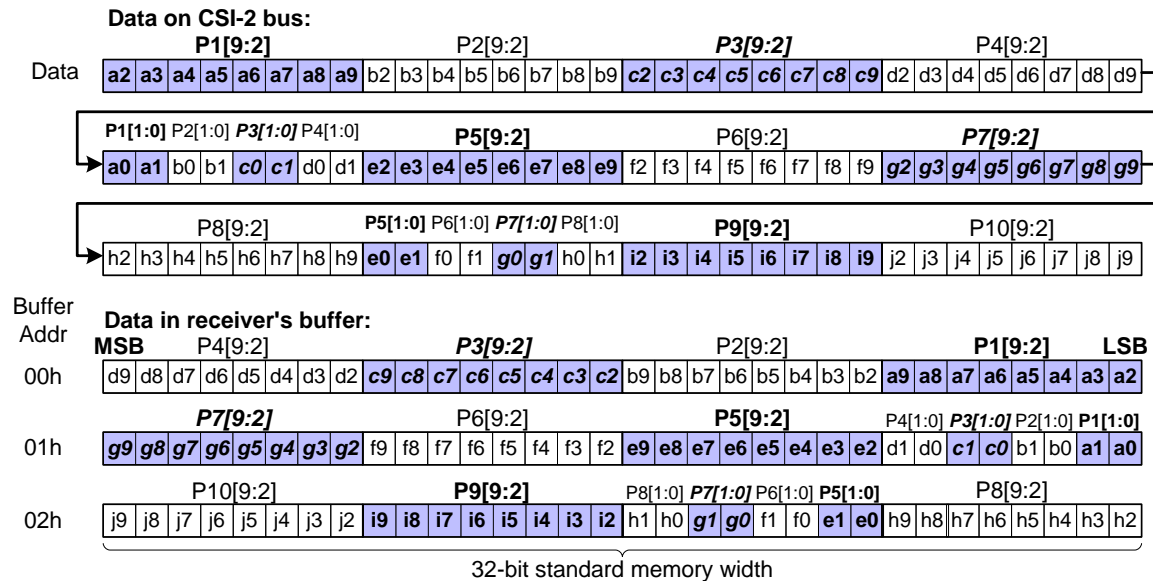 Data on CSI-2 bus:
P1[9:2] P2[9:2] P3[9:2] P4[9:2]
Data a2 a3 a4 a5 a6 a7 a8 a9 b2 b3 b4 b5 b6 b7 b8 b9 c2 c3 c4 c5 c6 c7 c8 c9 d2 d3 d4 d5 d6 d7 d8 d9
P1[1:0] P2[1:0] P3[1:0] P4[1:0] P5[9:2] P6[9:2] P7[9:2]
a0 a1 b0 b1 c0 c1 d0 d1 e2 e3 e4 e5 e6 e7 e8 e9 f2 f3 f4 f5 f6 f7 f8 f9 g2 g3 g4 g5 g6 g7 g8 g9
P8[9:2] P5[1:0] P6[1:0] P7[1:0] P8[1:0] P9[9:2] P10[9:2]
h2 h3 h4 h5 h6 h7 h8 h9 e0 e1 f0 f1 g0 g1 h0 h1 i2 i3 i4 i5 i6 i7 i8 i9 j2 j3 j4 j5 j6 j7 j8 j9
Buffer
Addr
Data in receiver's buffer:
MSB P4[9:2] P3[9:2] P2[9:2] P1[9:2] LSB
00h d9 d8 d7 d6 d5 d4 d3 d2 c9 c8 c7 c6 c5 c4 c3 c2 b9 b8 b7 b6 b5 b4 b3 b2 a9 a8 a7 a6 a5 a4 a3 a2
P7[9:2] P6[9:2] P5[9:2] P4[1:0] P3[1:0] P2[1:0] P1[1:0]
01h g9 g8 g7 g6 g5 g4 g3 g2 f9 f8 f7 f6 f5 f4 f3 f2 e9 e8 e7 e6 e5 e4 e3 e2 d1 d0 c1 c0 b1 b0 a1 a0
P10[9:2] P9[9:2] P8[1:0] P7[1:0] P6[1:0] P5[1:0] P8[9:2]
02h j9 j8 j7 j6 j5 j4 j3 j2 i9 i8 i7 i6 i5 i4 i3 i2 h1 h0 g1 g0 f1 f0 e1 e0 h9 h8 h7 h6 h5 h4 h3 h2
32-bit standard memory width